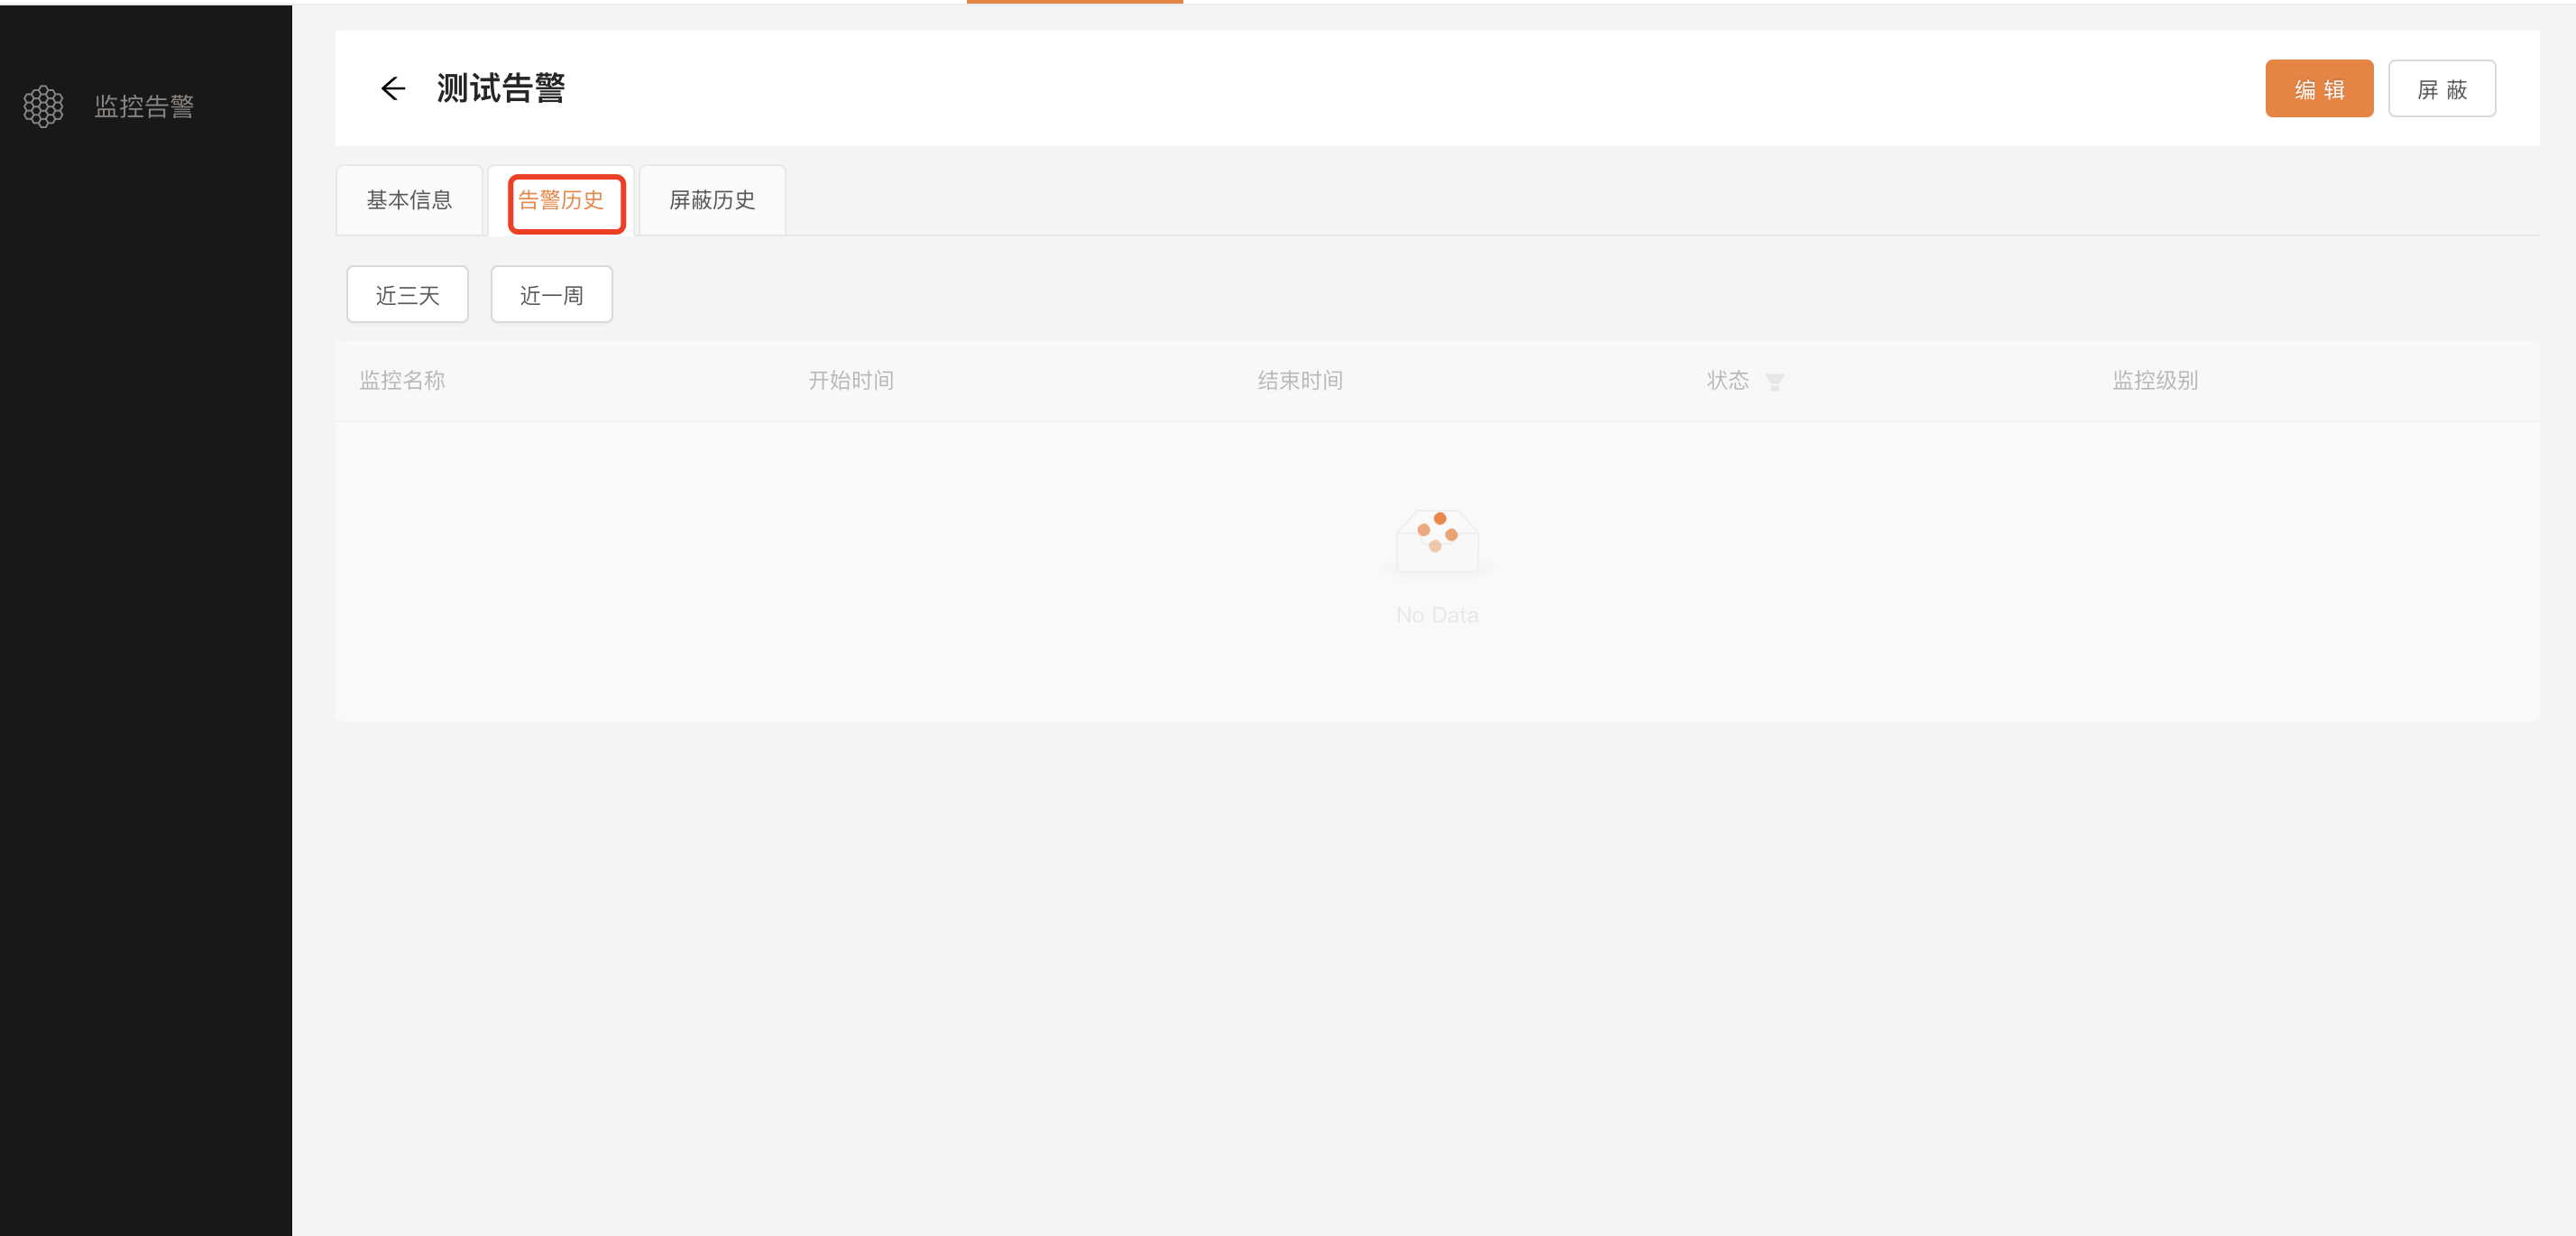 监控告警
测试告警
编 辑
屏 蔽
基本信息
告警历史
屏蔽历史
近三天
近一周
监控名称
开始时间
结束时间
状态
监控级别
No Data